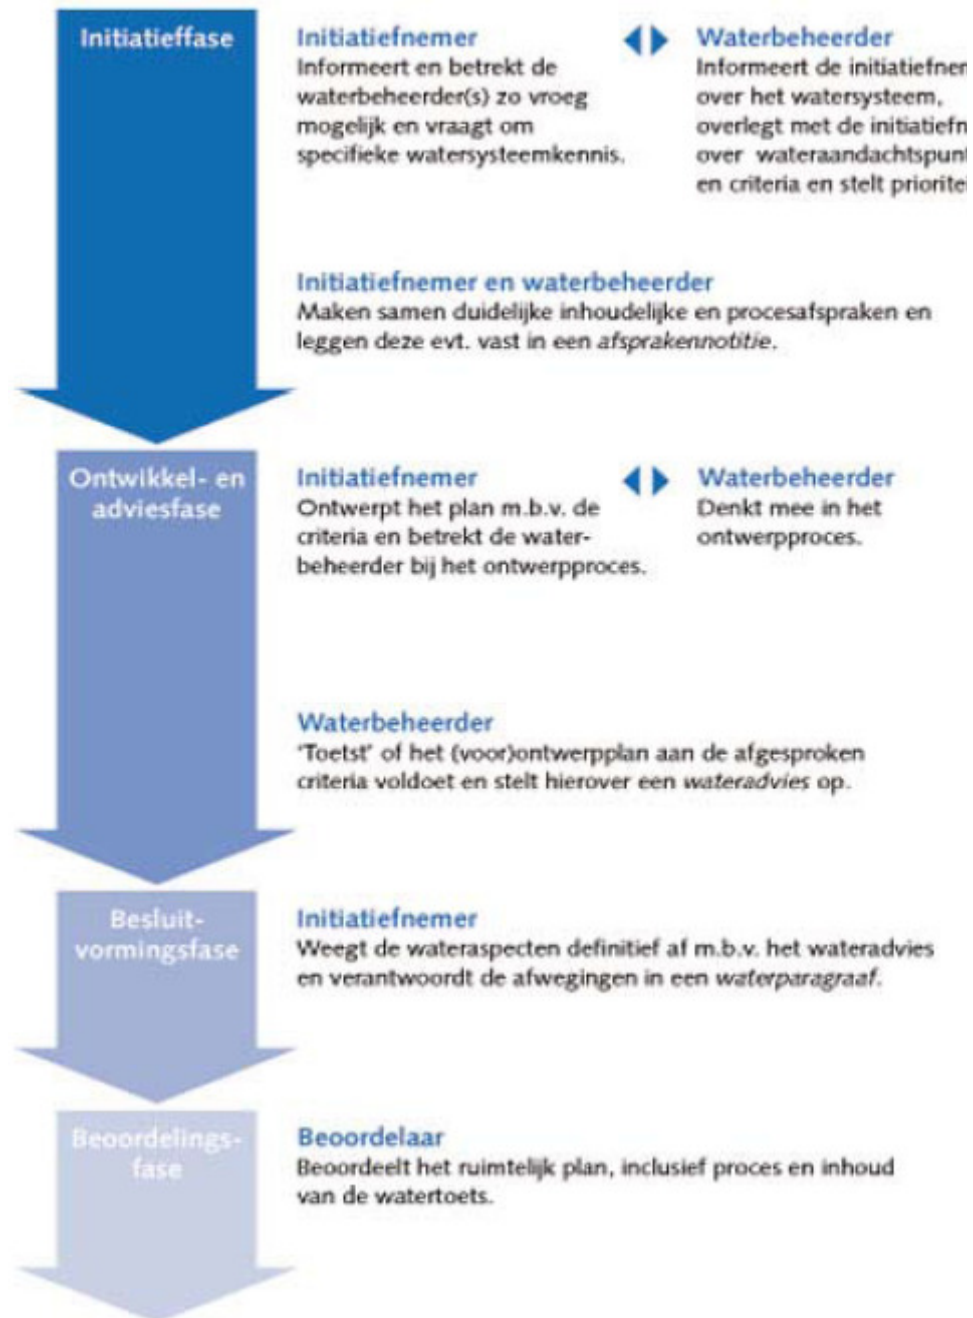 Initiatieffase
Initiatiefnemer
Informeert en betrekt de
waterbeheerder(s) zo vroeg
mogelijk en vraagt om
specifieke watersysteemkennis.
Waterbeheerder
Informeert de initiatiefnem
over het watersysteem,
overlegt met de initiatiefn
over wateraandachtspunt
en criteria en stelt prioritei
Initiatiefnemer en waterbeheerder
Maken samen duidelijke inhoudelijke en procesafspraken en
leggen deze evt. vast in een afsprakennotitie.
Ontwikkel- en
adviesfase
Initiatiefnemer
Ontwerpt het plan m.b.v. de
criteria en betrekt de water-
beheerder bij het ontwerpproces.
Waterbeheerder
Denkt mee in het
ontwerpproces.
Waterbeheerder
'Toetst' of het (voor)ontwerpplan aan de afgesproken
criteria voldoet en stelt hierover een wateradvies op.
Besluit-
vormingsfase
Initiatiefnemer
Weegt de wateraspecten definitief af m.b.v. het wateradvies
en verantwoordt de afwegingen in een waterparagraaf.
Beoordelings-
fase
Beoordelaar
Beoordeelt het ruimtelijk plan, inclusief proces en inhoud
van de watertoets.